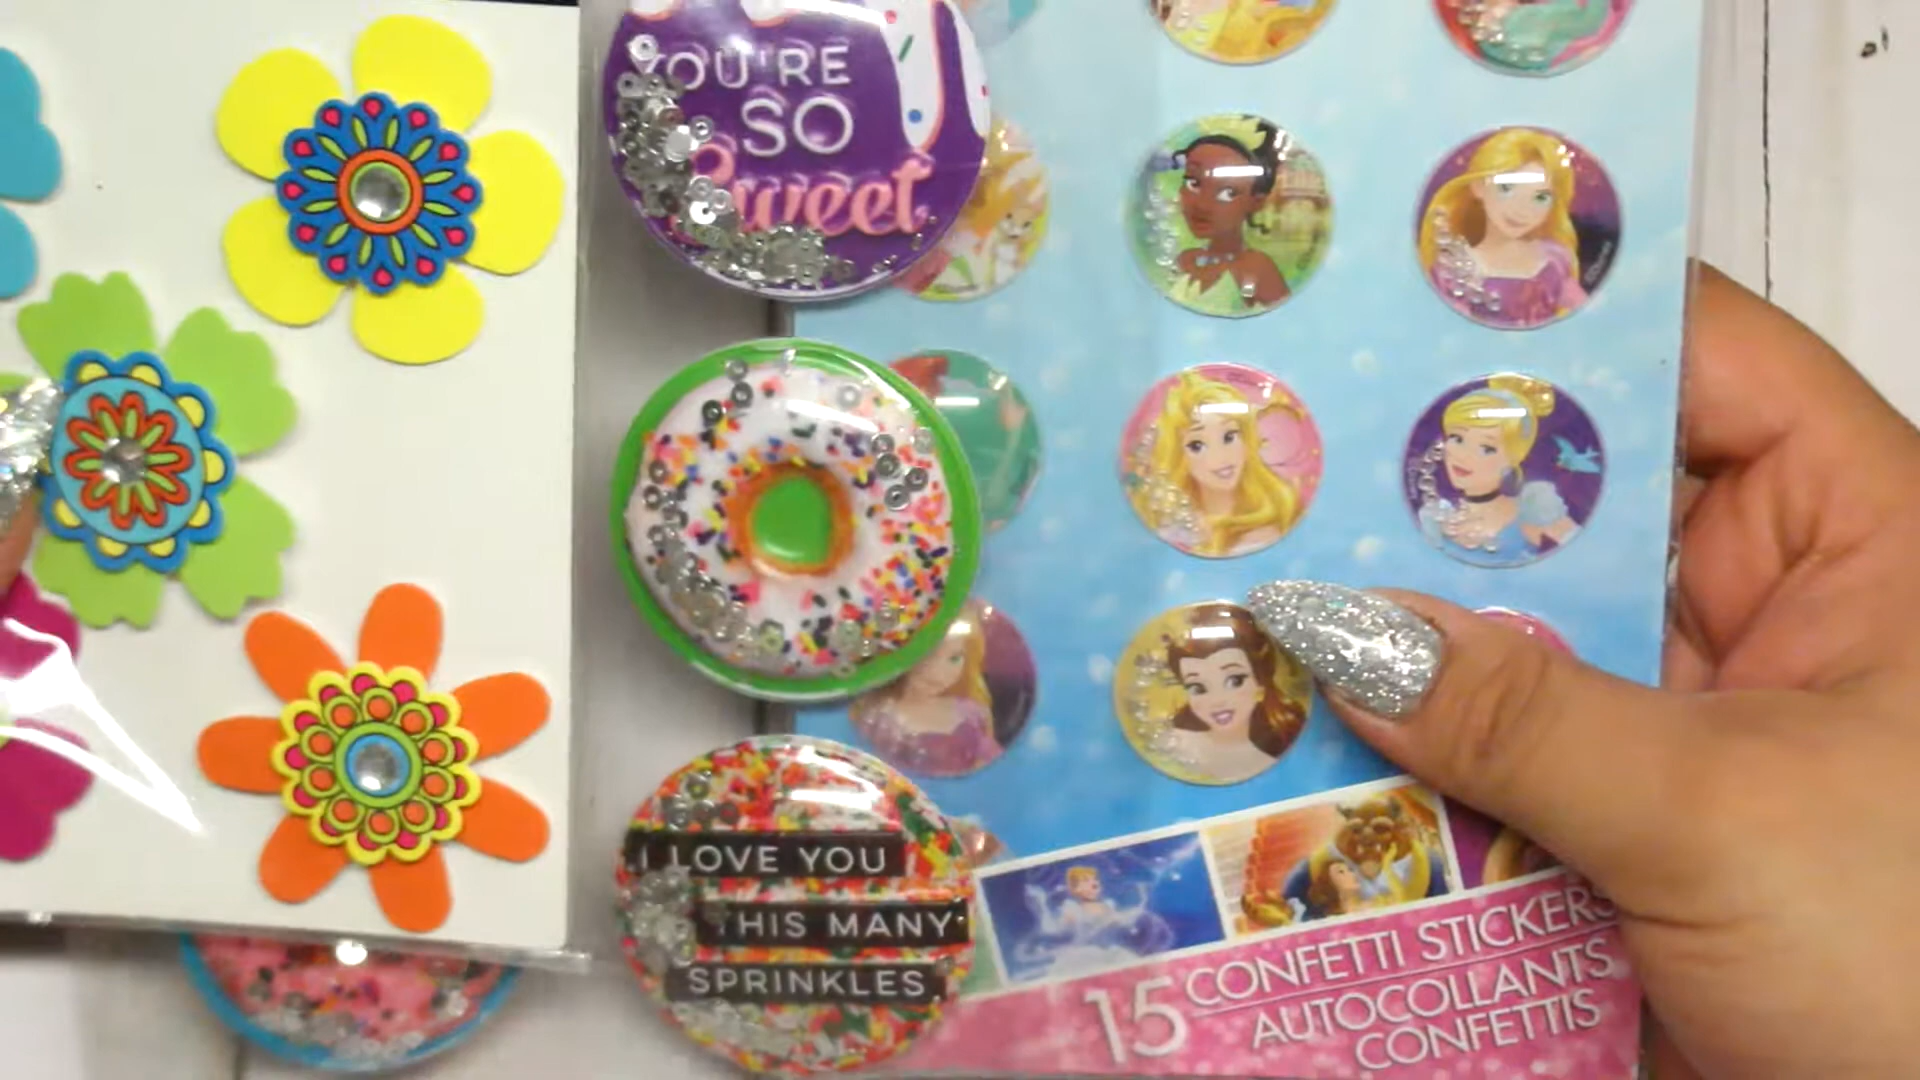 YOU'RE
SO
Sweet
I LOVE YOU
THIS MANY
SPRINKLES
15 CONFETTI STICKERS
AUTOCOLLANTS
CONFETTIS